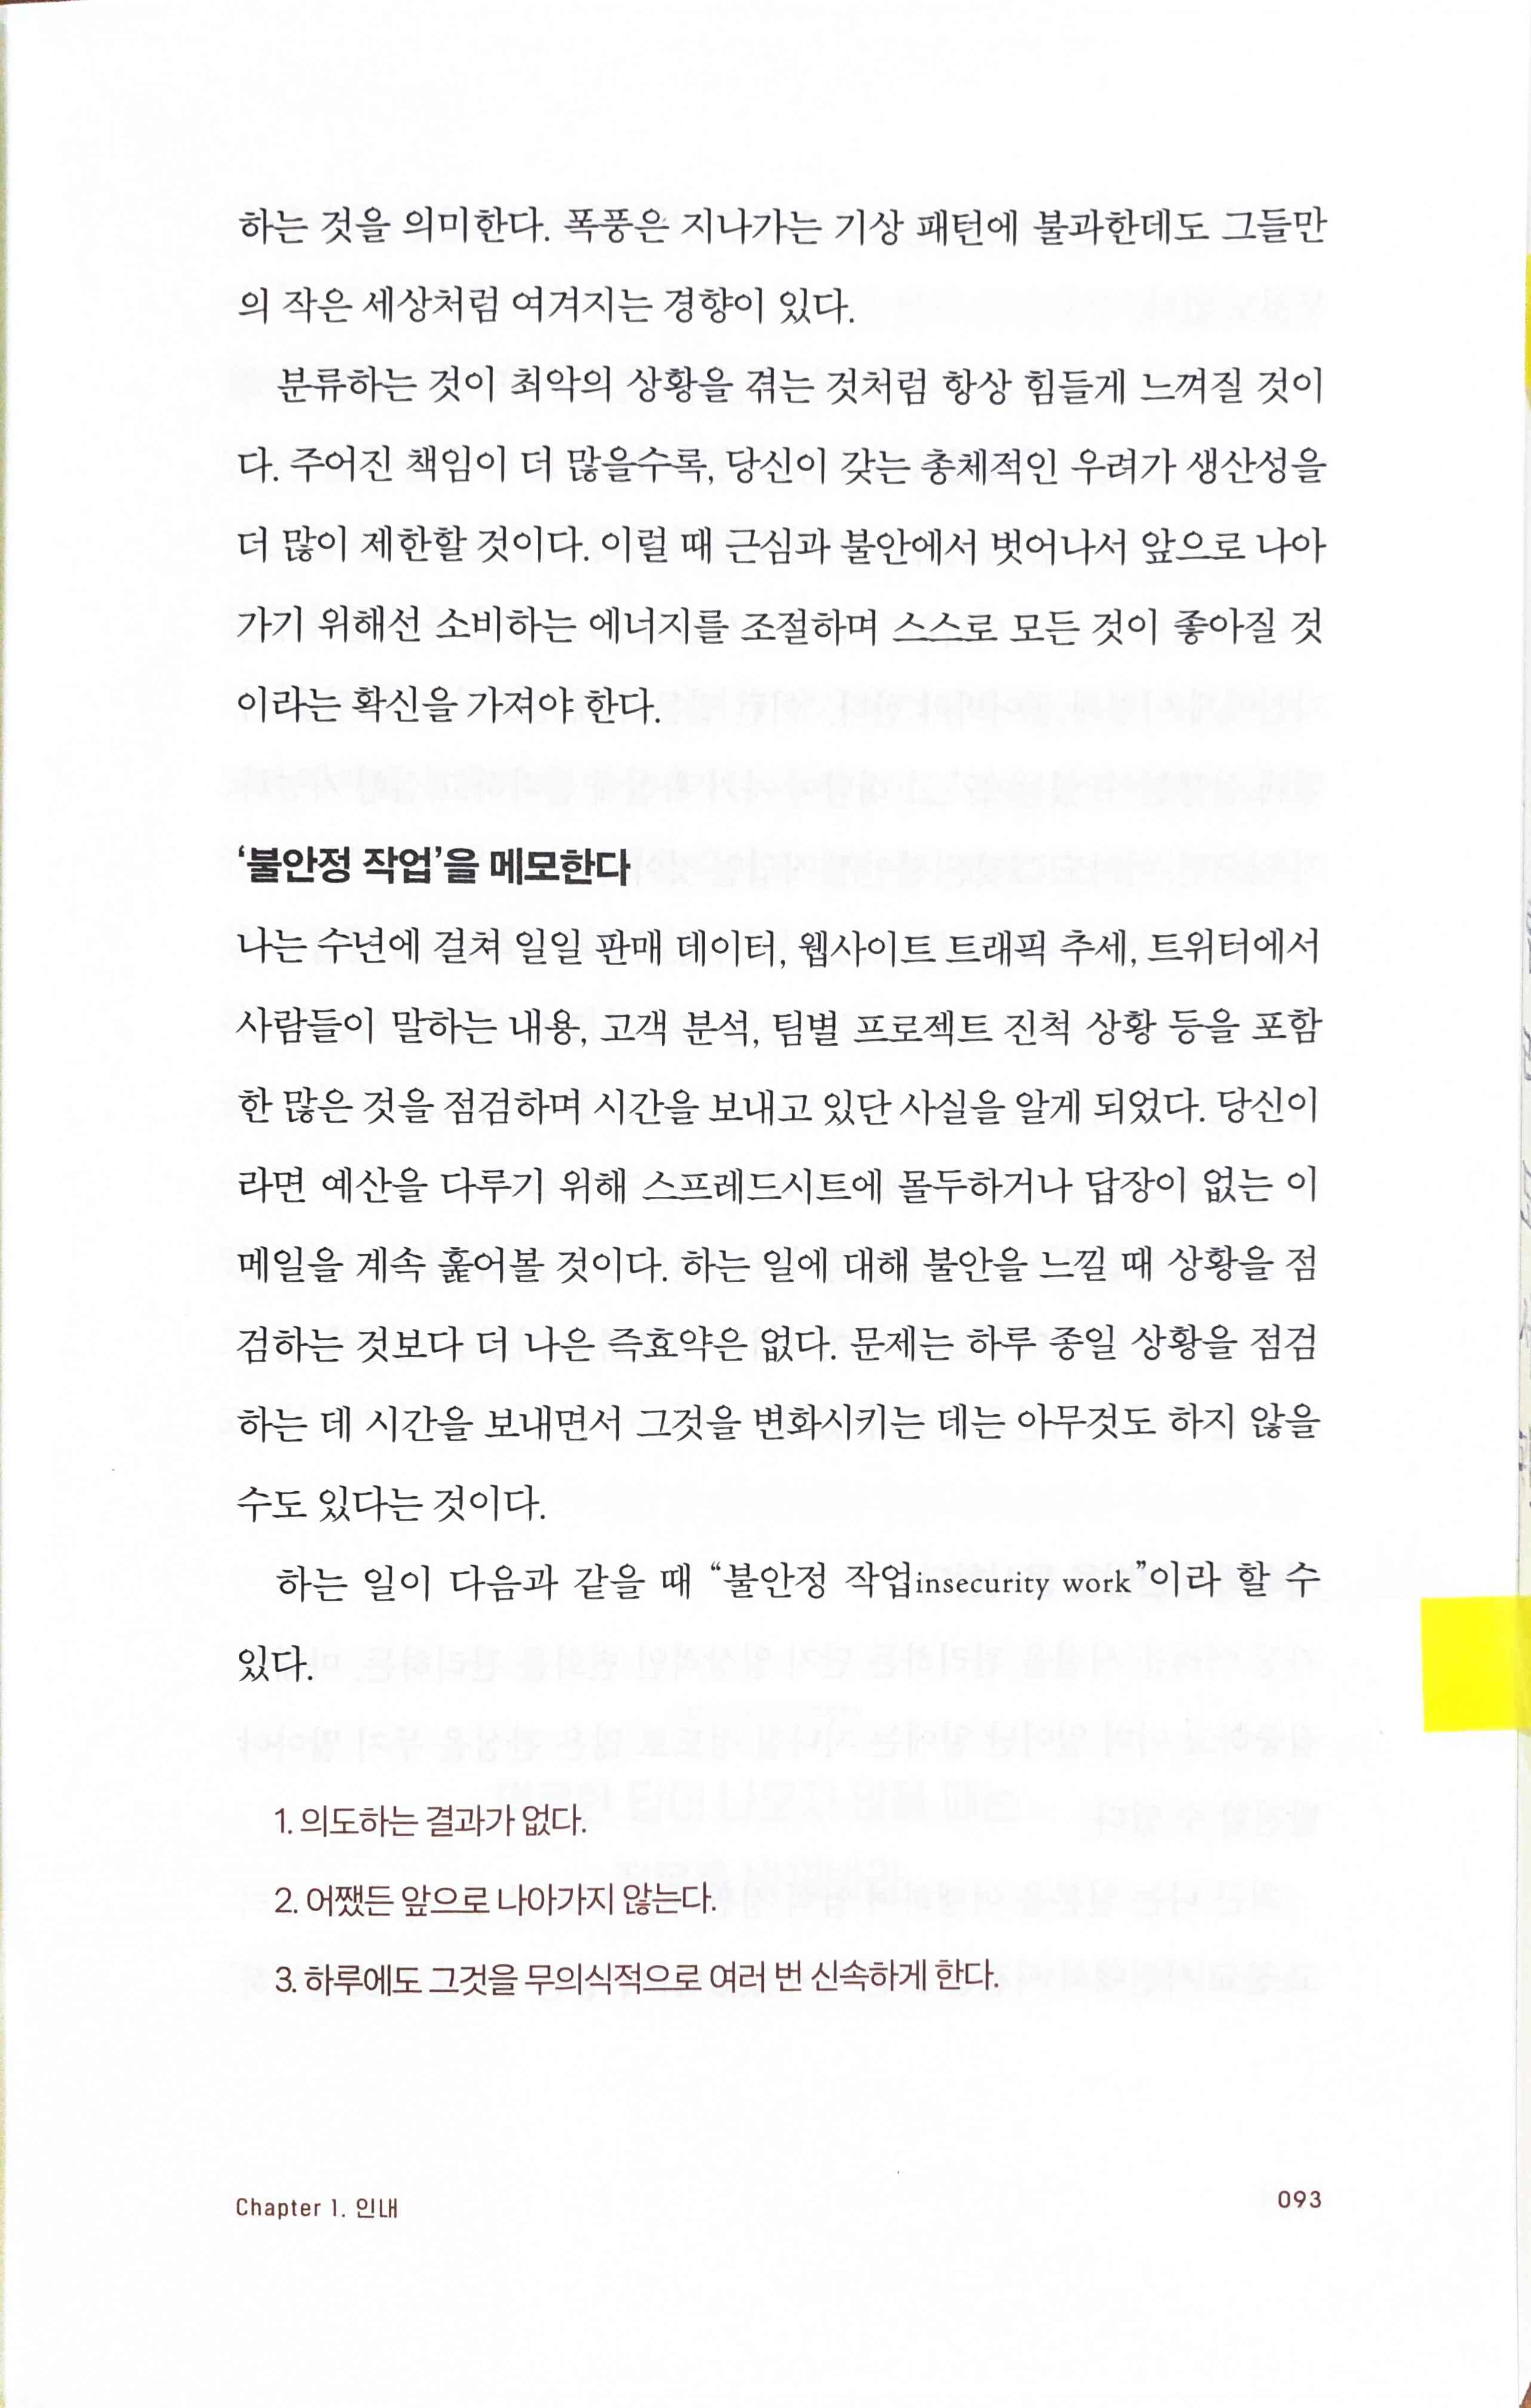 하는 것을 의미한다. 폭풍은 지나가는 기상 패턴에 불과한데도 그들만
의 작은 세상처럼 여겨지는 경향이 있다.
분류하는 것이 최악의 상황을 겪는 것처럼 항상 힘들게 느껴질 것이
다. 주어진 책임이 더 많을수록, 당신이 갖는 총체적인 우려가 생산성을
더 많이 제한할 것이다. 이럴 때 근심과 불안에서 벗어나서 앞으로 나아
가기 위해선 소비하는 에너지를 조절하며 스스로 모든 것이 좋아질 것
이라는 확신을 가져야 한다.
‘불안정 작업’을 메모한다
나는 수년에 걸쳐 일일 판매 데이터, 웹사이트 트래픽 추세, 트위터에서
사람들이 말하는 내용, 고객 분석, 팀별 프로젝트 진척 상황 등을 포함
한 많은 것을 점검하며 시간을 보내고 있단 사실을 알게 되었다. 당신이
라면 예산을 다루기 위해 스프레드시트에 몰두하거나 답장이 없는 이
메일을 계속 훑어볼 것이다. 하는 일에 대해 불안을 느낄 때 상황을 점
검하는 것보다 더 나은 즉효약은 없다. 문제는 하루 종일 상황을 점검
하는 데 시간을 보내면서 그것을 변화시키는 데는 아무것도 하지 않을
수도 있다는 것이다.
하는 일이 다음과 같을 때 “불안정 작업insecurity work”이라 할 수
있다.
1. 의도하는 결과가 없다.
2. 어쨌든 앞으로 나아가지 않는다.
3. 하루에도 그것을 무의식적으로 여러 번 신속하게 한다.
Chapter 1. 인내
093